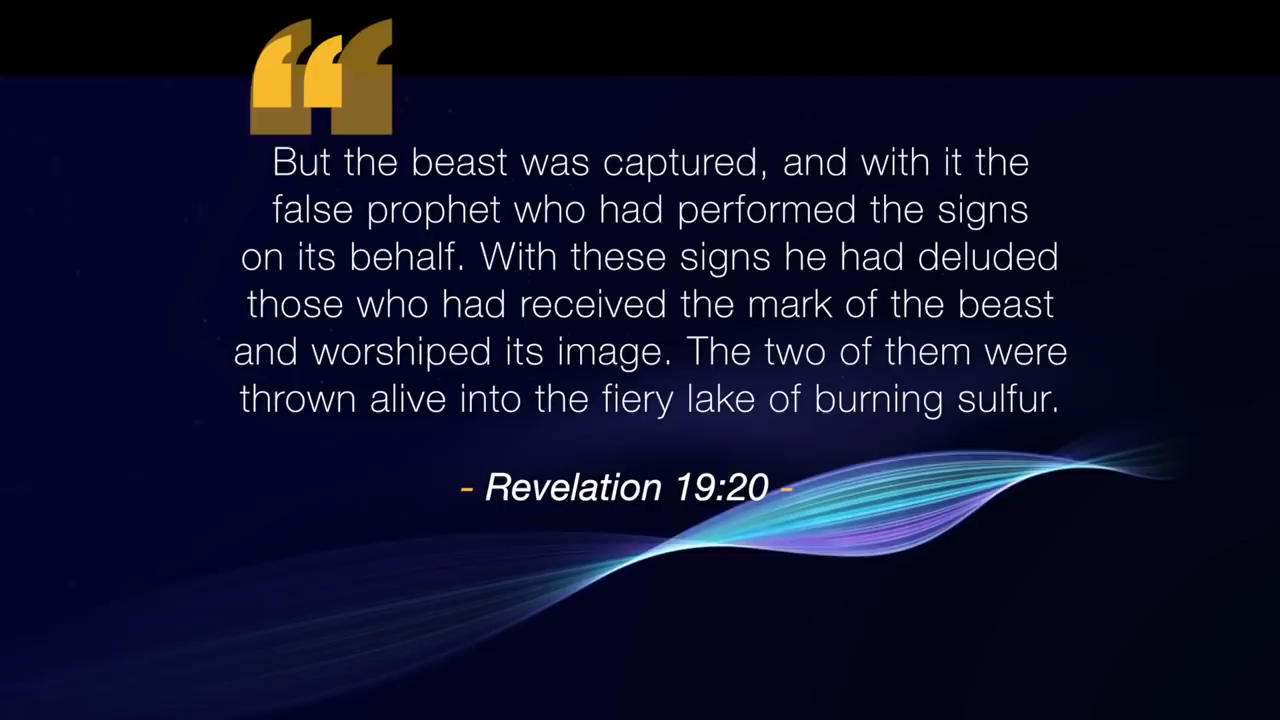 “
But the beast was captured, and with it the
false prophet who had performed the signs
on its behalf. With these signs he had deluded
those who had received the mark of the beast
and worshiped its image. The two of them were
thrown alive into the fiery lake of burning sulfur.
- Revelation 19:20 -